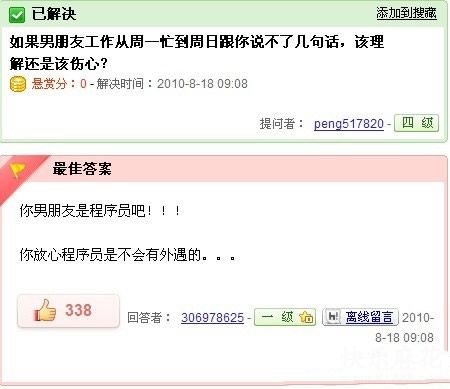 已解决 添加到搜藏
如果男朋友工作从周一忙到周日跟你说不了几句话，该理
解还是该伤心？
悬赏分：0 - 解决时间：2010-8-18 09:08
提问者： peng517820 - 四 级
最佳答案
你男朋友是程序员吧！！！
你放心程序员是不会有外遇的。。。
338 回答者： 306978625 - 一 级 hi 离线留言 2010-
8-18 09:08